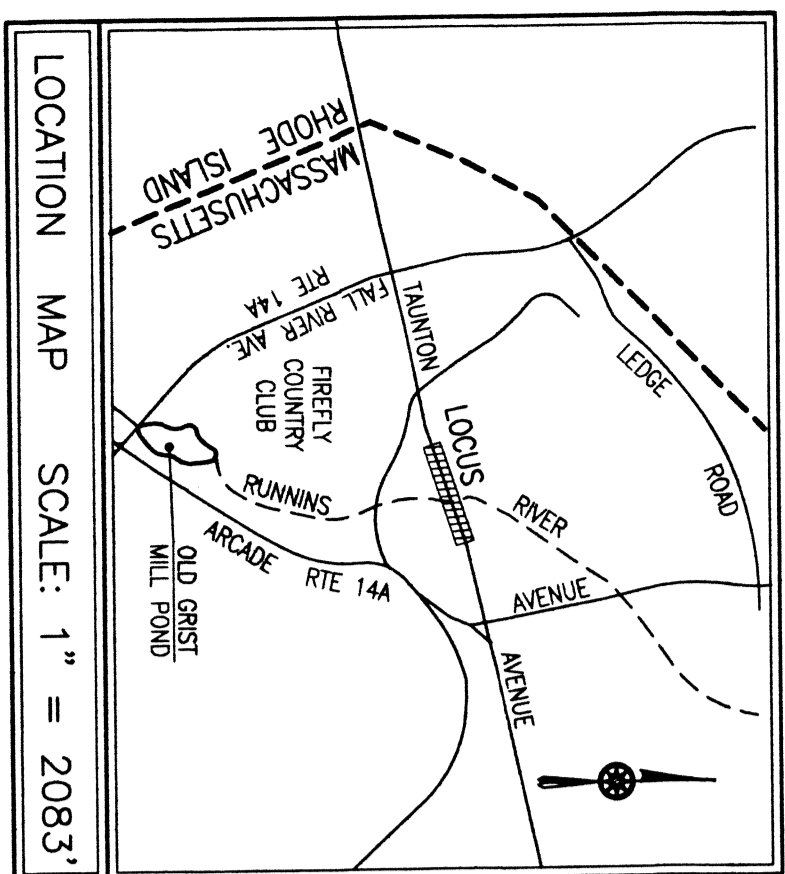 LOCATION MAP SCALE: 1" = 2083'
RHODE ISLAND
MASSACHUSETTS
RTE 14A
FALL RIVER AVE.
TAUNTON
AVENUE
LEDGE
ROAD
FIREFLY
COUNTRY
CLUB
LOCUS
RUNNINS
RIVER
ARCADE
RTE 14A
AVENUE
OLD GRIST
MILL POND